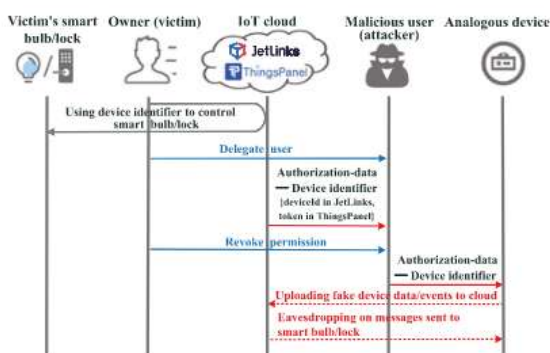 Victim's smart
bulb/lock
Owner (victim)
IoT cloud
Malicious user
(attacker)
Analogous device
JetLinks
ThingsPanel
Using device identifier to control
smart bulb/lock
Delegate user
Authorization-data
— Device identifier
[deviceId in JetLinks,
token in ThingsPanel]
Revoke permission
Authorization-data
— Device identifier
Uploading fake device data/events to cloud
Eavesdropping on messages sent to
smart bulb/lock